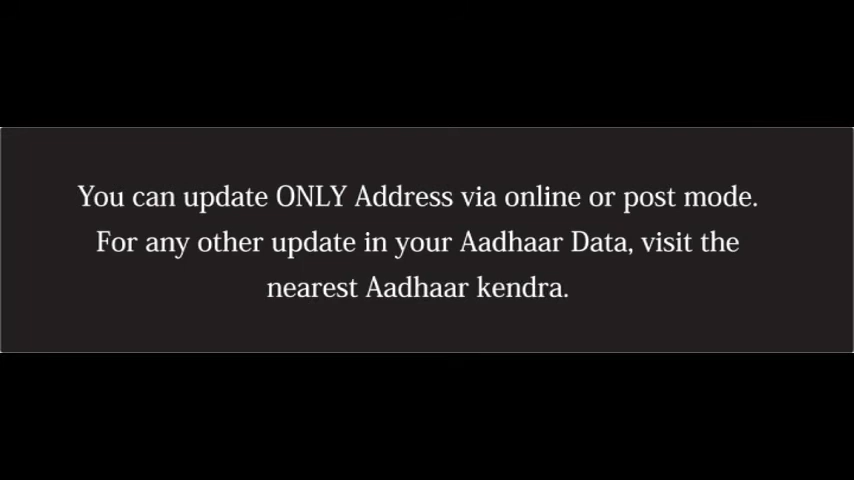 You can update ONLY Address via online or post mode.
For any other update in your Aadhaar Data, visit the
nearest Aadhaar kendra.